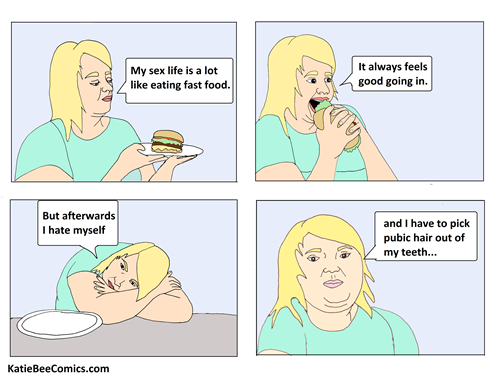 My sex life is a lot
like eating fast food.
It always feels
good going in.
But afterwards
I hate myself
and I have to pick
pubic hair out of
my teeth...
KatieBeeComics.com